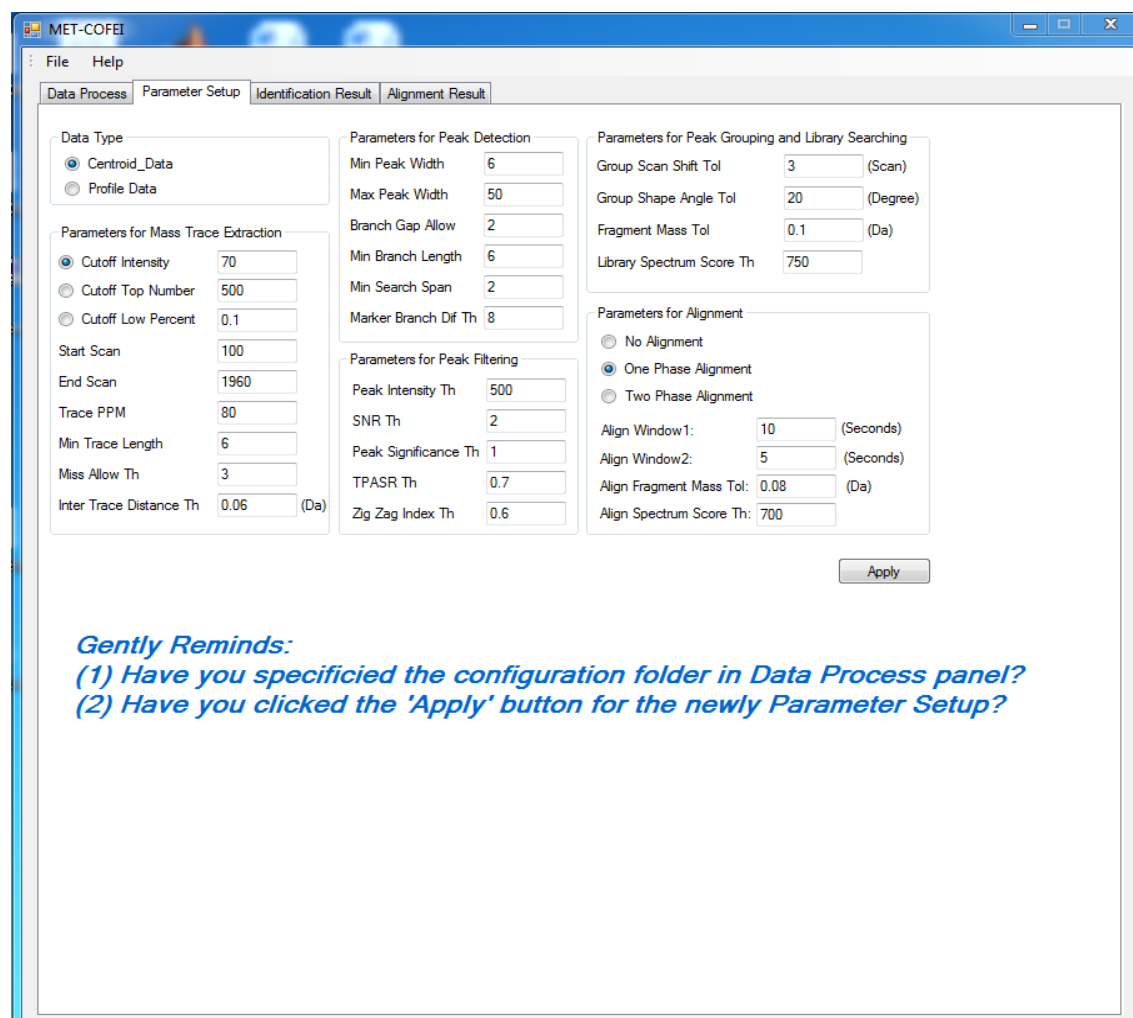 MET-COFEI
File Help
Data Process Parameter Setup Identification Result Alignment Result
Data Type
Centroid_Data
Profile Data
Parameters for Mass Trace Extraction
Cutoff Intensity 70
Cutoff Top Number 500
Cutoff Low Percent 0.1
Start Scan 100
End Scan 1960
Trace PPM 80
Min Trace Length 6
Miss Allow Th 3
Inter Trace Distance Th 0.06 (Da)
Parameters for Peak Detection
Min Peak Width 6
Max Peak Width 50
Branch Gap Allow 2
Min Branch Length 6
Min Search Span 2
Marker Branch Dif Th 8
Parameters for Peak Filtering
Peak Intensity Th 500
SNR Th 2
Peak Significance Th 1
TPASR Th 0.7
Zig Zag Index Th 0.6
Parameters for Peak Grouping and Library Searching
Group Scan Shift Tol 3 (Scan)
Group Shape Angle Tol 20 (Degree)
Fragment Mass Tol 0.1 (Da)
Library Spectrum Score Th 750
Parameters for Alignment
No Alignment
One Phase Alignment
Two Phase Alignment
Align Window1: 10 (Seconds)
Align Window2: 5 (Seconds)
Align Fragment Mass Tol: 0.08 (Da)
Align Spectrum Score Th: 700
Apply
Gently Reminds:
(1) Have you specificied the configuration folder in Data Process panel?
(2) Have you clicked the 'Apply' button for the newly Parameter Setup?